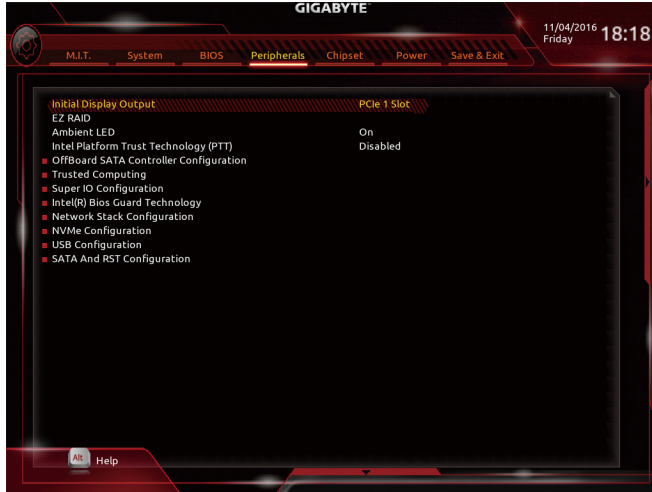 GIGABYTE™
11/04/2016 18:18
Friday
M.I.T. System BIOS Peripherals Chipset Power Save & Exit
Initial Display Output PCIe 1 Slot
EZ RAID
Ambient LED On
Intel Platform Trust Technology (PTT) Disabled
OffBoard SATA Controller Configuration
Trusted Computing
Super IO Configuration
Intel(R) Bios Guard Technology
Network Stack Configuration
NVMe Configuration
USB Configuration
SATA And RST Configuration
Alt Help